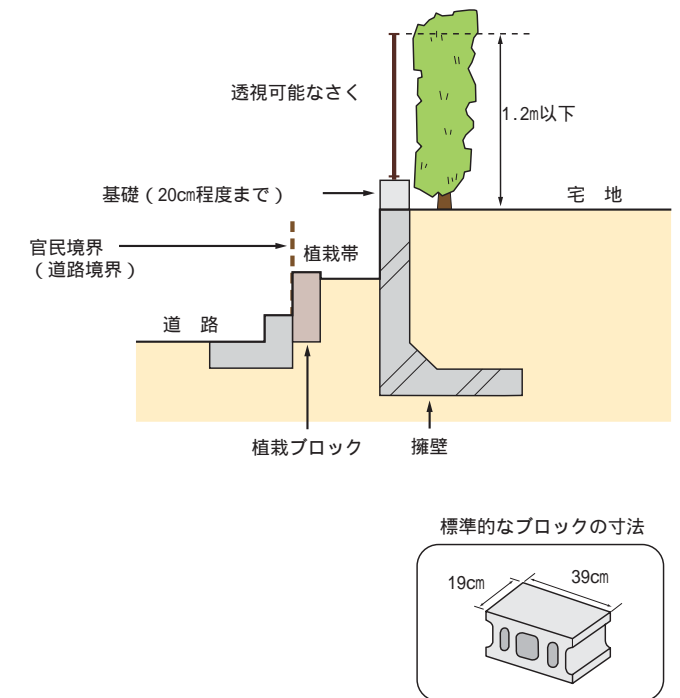 透視可能なさく
1.2m以下
基礎（20cm程度まで）
宅 地
官民境界
（道路境界）
植栽帯
道 路
植栽ブロック
擁壁
標準的なブロックの寸法
19cm
39cm